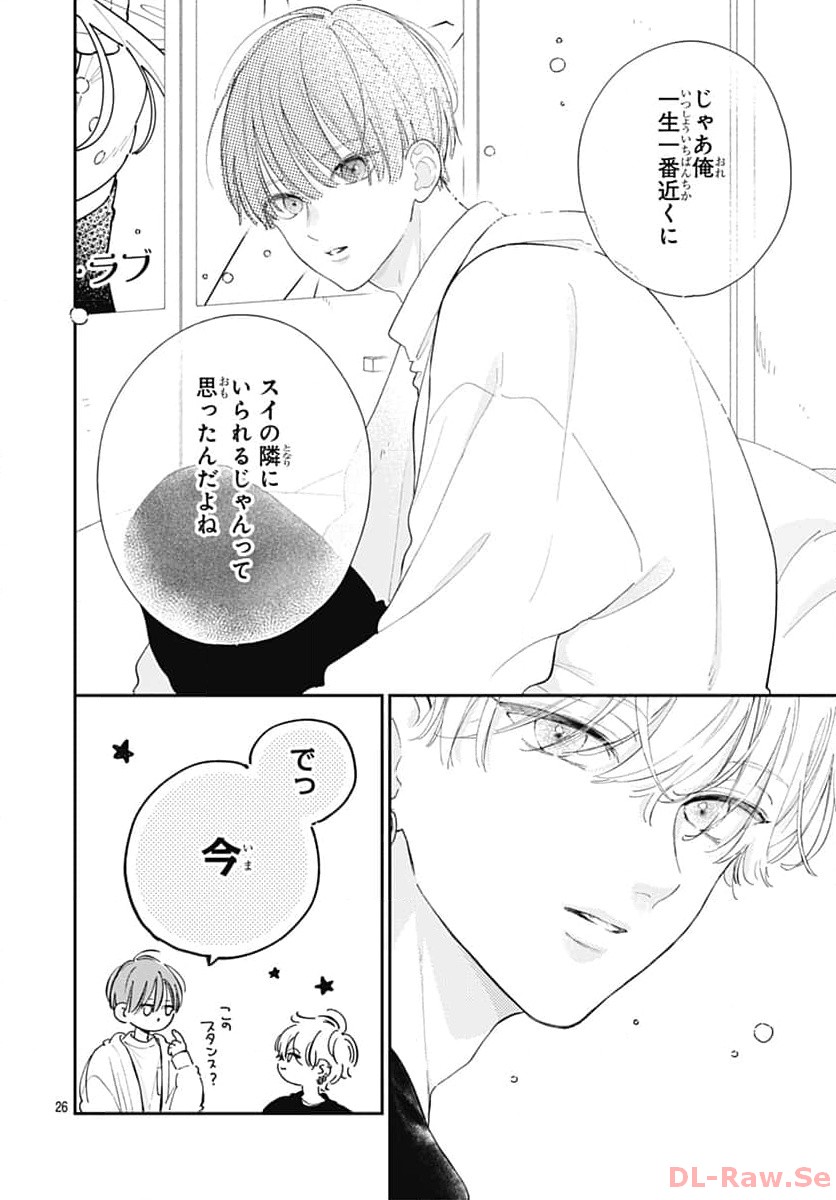 じゃあ俺
一生一番近くに
スイの隣に
いられるじゃんって
思ったんだよね
・ラブ
でっ
今
このスタンス?
26
DL-Raw.Se